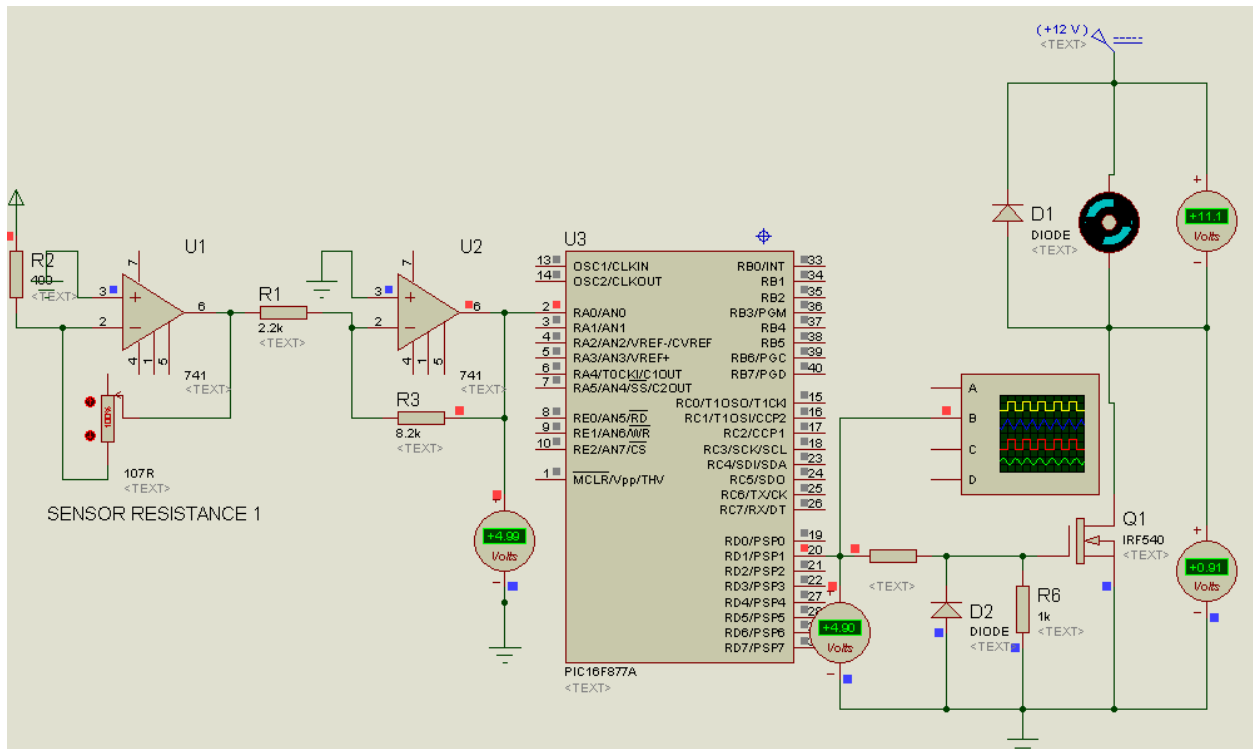 (+12 V)
<TEXT>
R2
400
<TEXT>
U1
3
2
7
6
4
1
5
741
<TEXT>
100%
107R
<TEXT>
SENSOR RESISTANCE 1
R1
2.2k
<TEXT>
U2
3
2
7
6
4
1
5
741
<TEXT>
R3
8.2k
<TEXT>
+4.99
Volts
U3
13 OSC1/CLKIN
14 OSC2/CLKOUT
2 RA0/AN0
3 RA1/AN1
4 RA2/AN2/VREF-/CVREF
5 RA3/AN3/VREF+
6 RA4/T0CKI/C1OUT
7 RA5/AN4/SS/C2OUT
8 RE0/AN5/RD
9 RE1/AN6/WR
10 RE2/AN7/CS
1 MCLR/Vpp/THV
RB0/INT 33
RB1 34
RB2 35
RB3/PGM 36
RB4 37
RB5 38
RB6/PGC 39
RB7/PGD 40
RC0/T1OSO/T1CKI 15
RC1/T1OSI/CCP2 16
RC2/CCP1 17
RC3/SCK/SCL 18
RC4/SDI/SDA 23
RC5/SDO 24
RC6/TX/CK 25
RC7/RX/DT 26
RD0/PSP0 19
RD1/PSP1 20
RD2/PSP2 21
RD3/PSP3 22
RD4/PSP4 27
RD5/PSP5 28
RD6/PSP6
RD7/PSP7
PIC16F877A
<TEXT>
+4.90
Volts
<TEXT>
D2
DIODE
<TEXT>
R6
1k
<TEXT>
A
B
C
D
Q1
IRF540
<TEXT>
D1
DIODE
<TEXT>
+11.1
Volts
+0.91
Volts